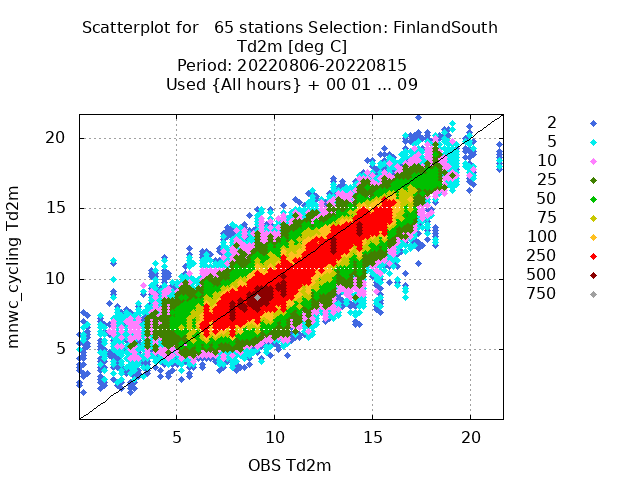 Scatterplot for   65 stations Selection: FinlandSouth
Td2m [deg C]
Period: 20220806-20220815
Used {All hours} + 00 01 ... 09
2
5
10
25
50
75
100
250
500
750
20
15
10
5
mnwc_cycling Td2m
5 10 15 20
OBS Td2m